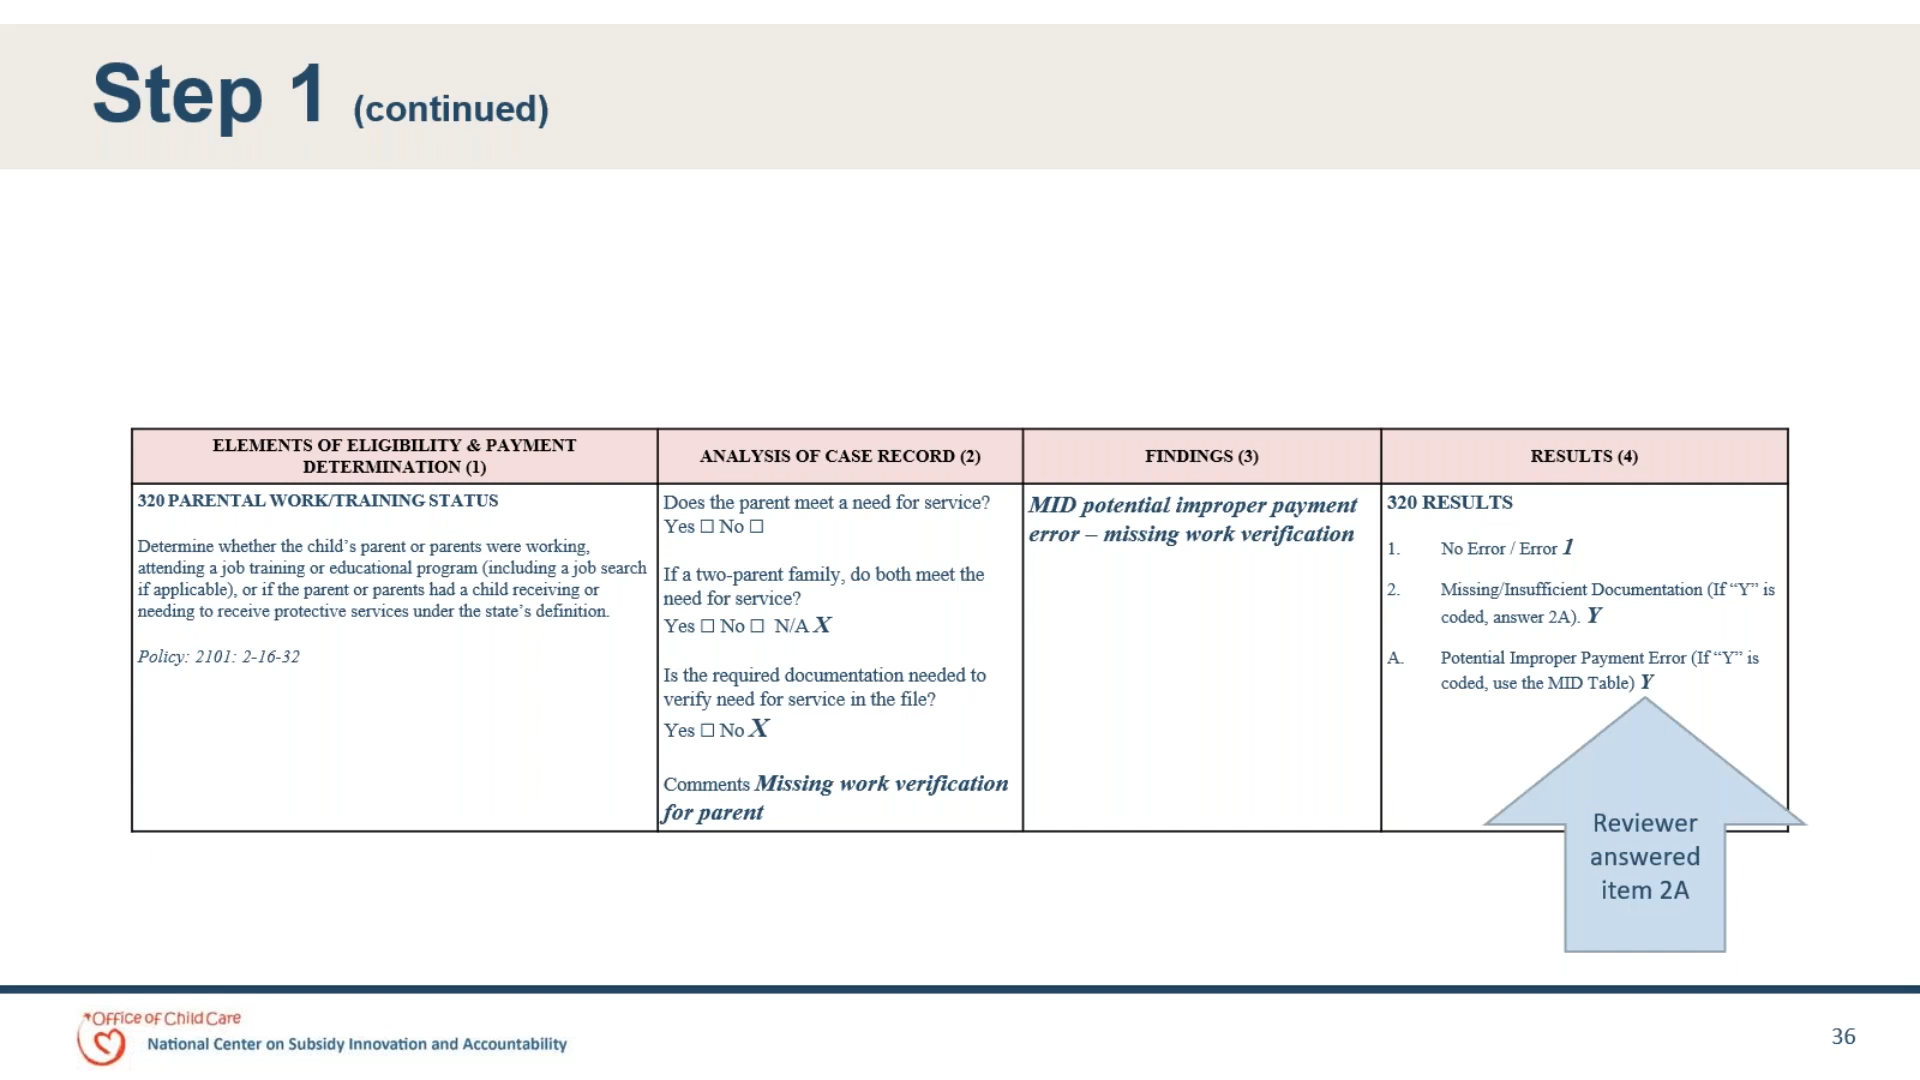 Step 1 (continued)
ELEMENTS OF ELIGIBILITY & PAYMENT
DETERMINATION (1)
ANALYSIS OF CASE RECORD (2)
FINDINGS (3)
RESULTS (4)
320 PARENTAL WORK/TRAINING STATUS
Determine whether the child’s parent or parents were working,
attending a job training or educational program (including a job search
if applicable), or if the parent or parents had a child receiving or
needing to receive protective services under the state’s definition.
Policy: 2101: 2-16-32
Does the parent meet a need for service?
Yes ☐ No ☐
If a two-parent family, do both meet the
need for service?
Yes ☐ No ☐ N/A X
Is the required documentation needed to
verify need for service in the file?
Yes ☐ No X
Comments Missing work verification
for parent
MID potential improper payment
error – missing work verification
320 RESULTS
1. No Error / Error 1
2. Missing/Insufficient Documentation (If “Y” is
coded, answer 2A). Y
A. Potential Improper Payment Error (If “Y” is
coded, use the MID Table) Y
Reviewer
answered
item 2A
Office of Child Care
National Center on Subsidy Innovation and Accountability
36